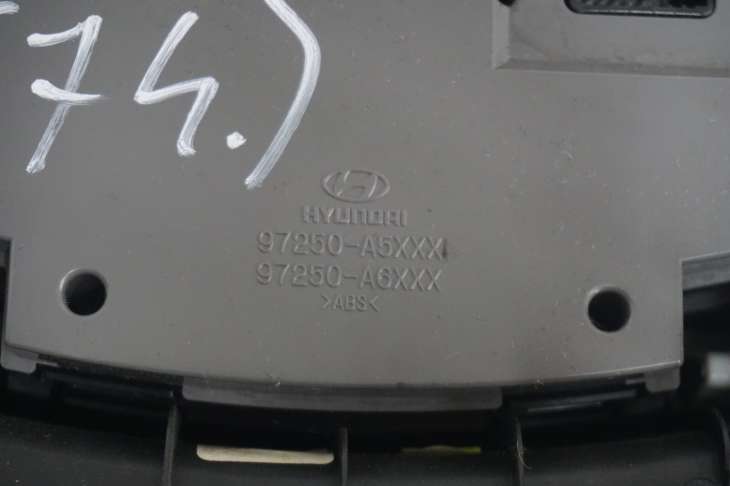 74.)
HYUNDAI
97250-A5XXX
97250-A6XXX
>ABS<